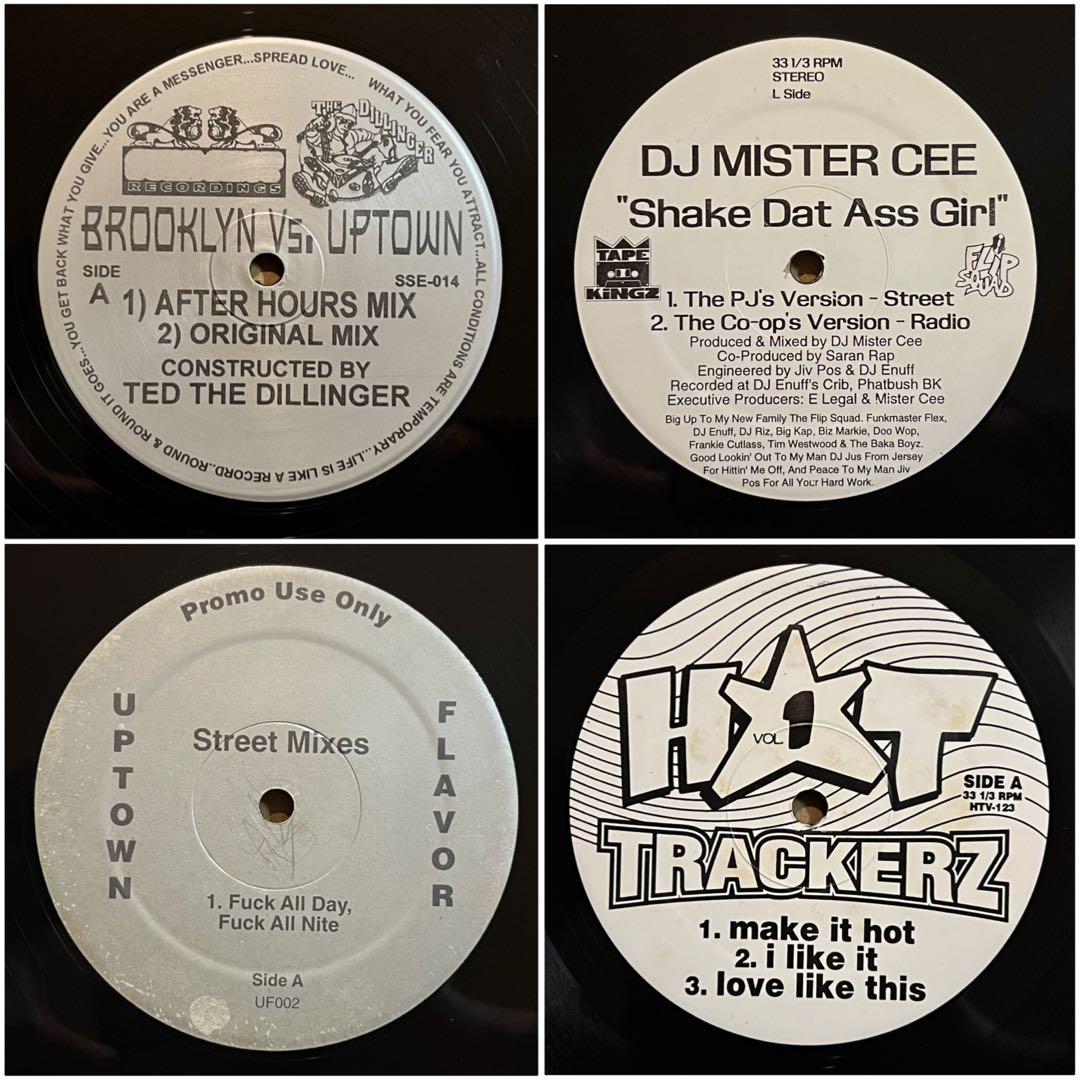 YOU ARE A MESSENGER...SPREAD LOVE... WHAT YOU FEAR YOU ATTRACT...ALL CONDITIONS ARE TEMPORARY...LIFE IS LIKE A RECORD..ROUND & ROUND IT GOES...YOU GET BACK WHAT YOU GIVE...
RECORDINGS
THE DILLINGER
BROOKLYN Vs. UPTOWN
SIDE
A
SSE-014
1) AFTER HOURS MIX
2) ORIGINAL MIX
CONSTRUCTED BY
TED THE DILLINGER
33 1/3 RPM
STEREO
L Side
DJ MISTER CEE
"Shake Dat Ass Girl"
TAPE
KiNGZ
FLIP
SQUAD
1. The PJ's Version - Street
2. The Co-op's Version - Radio
Produced & Mixed by DJ Mister Cee
Co-Produced by Saran Rap
Engineered by Jiv Pos & DJ Enuff
Recorded at DJ Enuff's Crib, Phatbush BK
Executive Producers: E Legal & Mister Cee
Big Up To My New Family The Flip Squad. Funkmaster Flex,
DJ Enuff, DJ Riz, Big Kap, Biz Markie, Doo Wop,
Frankie Cutlass, Tim Westwood & The Baka Boyz.
Good Lookin' Out To My Man DJ Jus From Jersey
For Hittin' Me Off, And Peace To My Man Jiv
Pos For All Your Hard Work.
Promo Use Only
UPTOWN
FLAVOR
Street Mixes
1. Fuck All Day,
Fuck All Nite
Side A
UF002
HOT
VOL. 1
SIDE A
33 1/3 RPM
HTV-123
TRACKERZ
1. make it hot
2. i like it
3. love like this